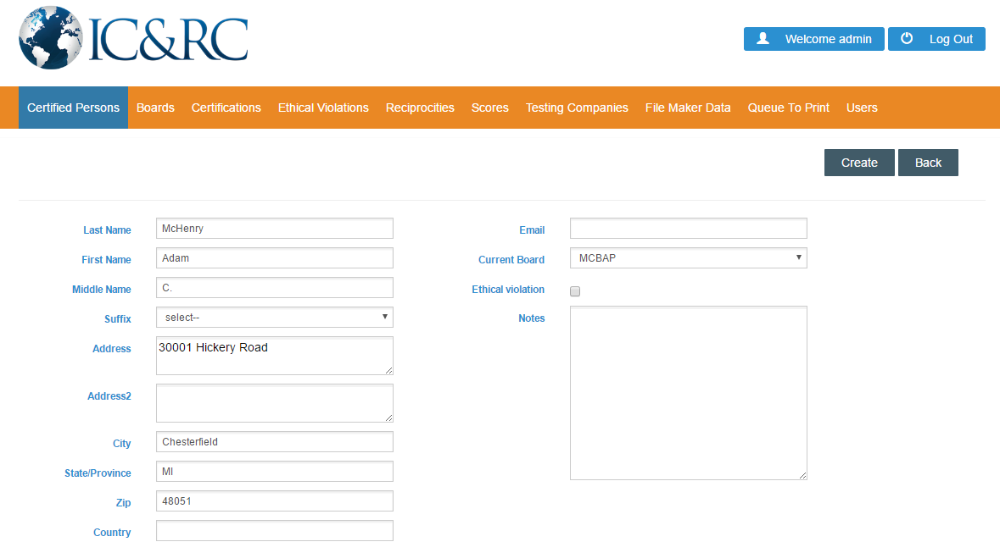 IC&RC
Welcome admin
Log Out
Certified Persons Boards Certifications Ethical Violations Reciprocities Scores Testing Companies File Maker Data Queue To Print Users
Create Back
Last Name McHenry
First Name Adam
Middle Name C.
Suffix select--
Address 30001 Hickery Road
Address2
City Chesterfield
State/Province MI
Zip 48051
Country
Email
Current Board MCBAP
Ethical violation
Notes